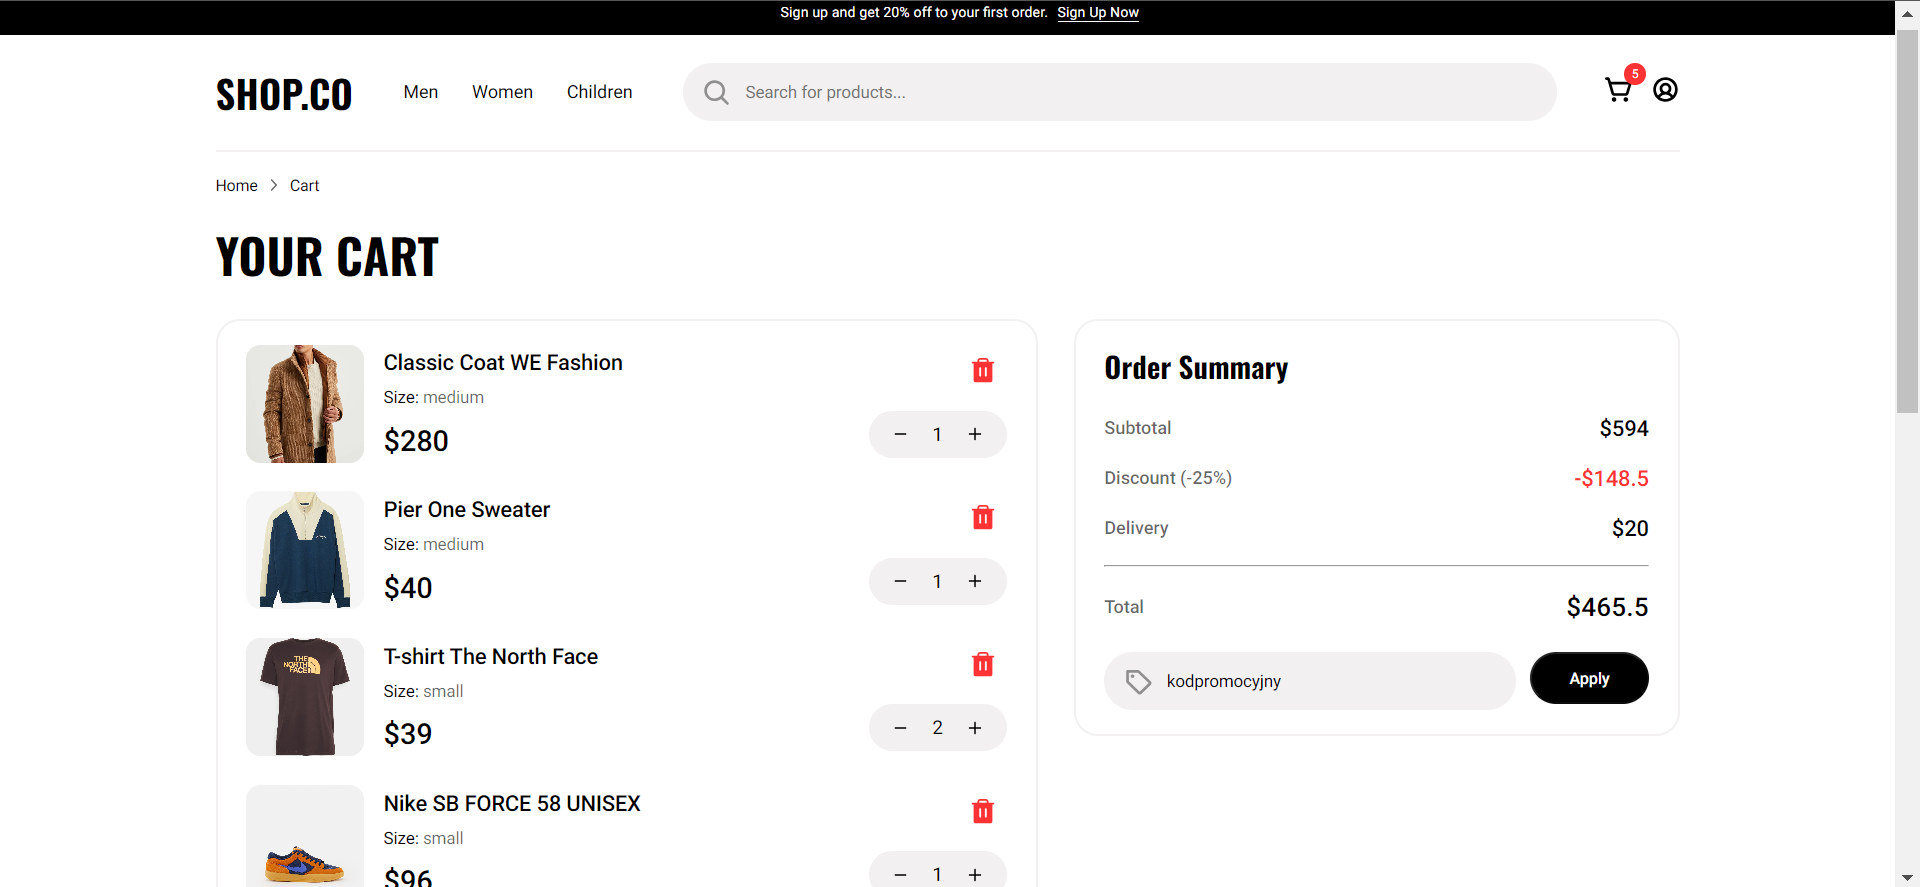 Sign up and get 20% off to your first order. Sign Up Now
SHOP.CO
Men
Women
Children
Search for products...
5
Home
Cart
YOUR CART
Classic Coat WE Fashion
Size: medium
$280
1
Pier One Sweater
Size: medium
$40
1
THE
NORTH
FACE
T-shirt The North Face
Size: small
$39
2
Nike SB FORCE 58 UNISEX
Size: small
$96
1
Order Summary
Subtotal $594
Discount (-25%) -$148.5
Delivery $20
Total $465.5
kodpromocyjny
Apply